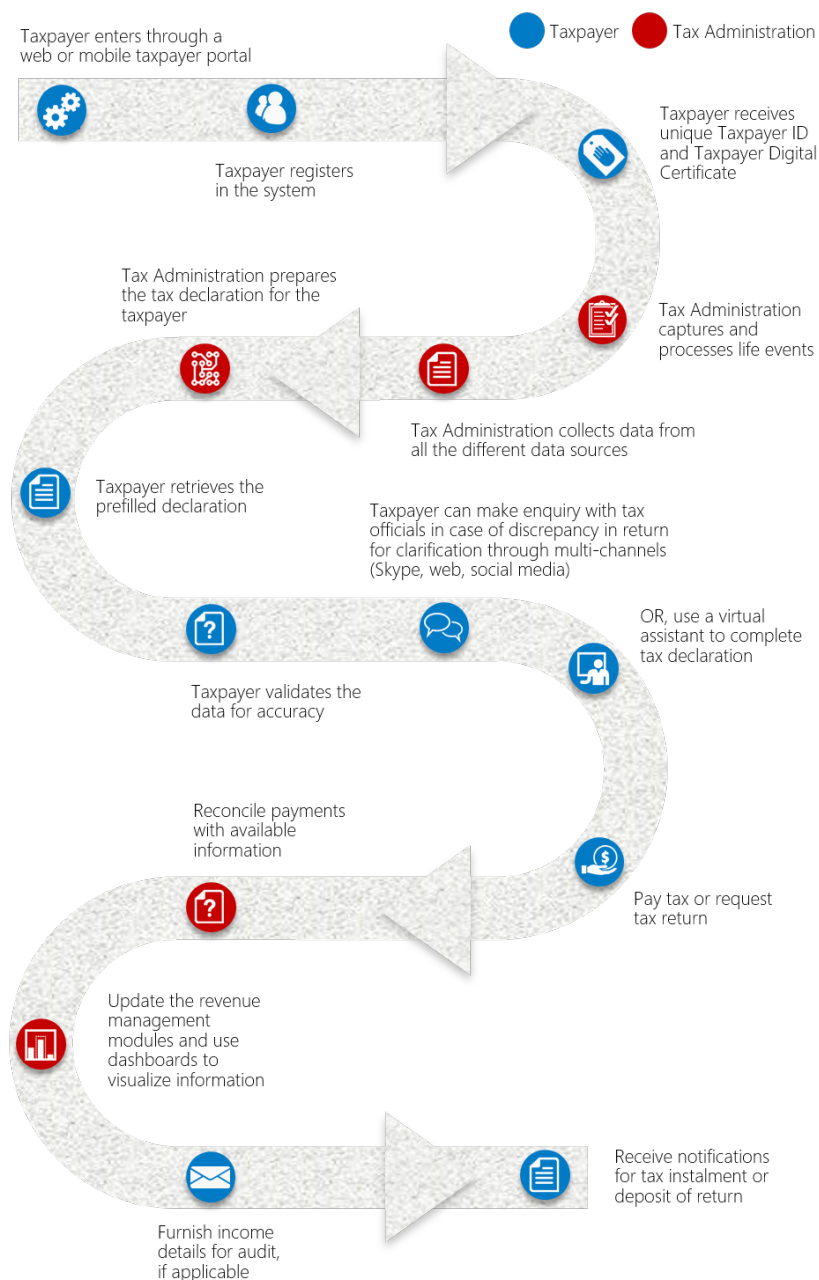 Taxpayer enters through a
web or mobile taxpayer portal
Taxpayer
Tax Administration
Taxpayer registers
in the system
Taxpayer receives
unique Taxpayer ID
and Taxpayer Digital
Certificate
Tax Administration
captures and
processes life events
Tax Administration collects data from
all the different data sources
Tax Administration prepares
the tax declaration for the
taxpayer
Taxpayer retrieves the
prefilled declaration
Taxpayer validates the
data for accuracy
Taxpayer can make enquiry with tax
officials in case of discrepancy in return
for clarification through multi-channels
(Skype, web, social media)
OR, use a virtual
assistant to complete
tax declaration
Pay tax or request
tax return
Reconcile payments
with available
information
Update the revenue
management
modules and use
dashboards to
visualize information
Furnish income
details for audit,
if applicable
Receive notifications
for tax instalment or
deposit of return